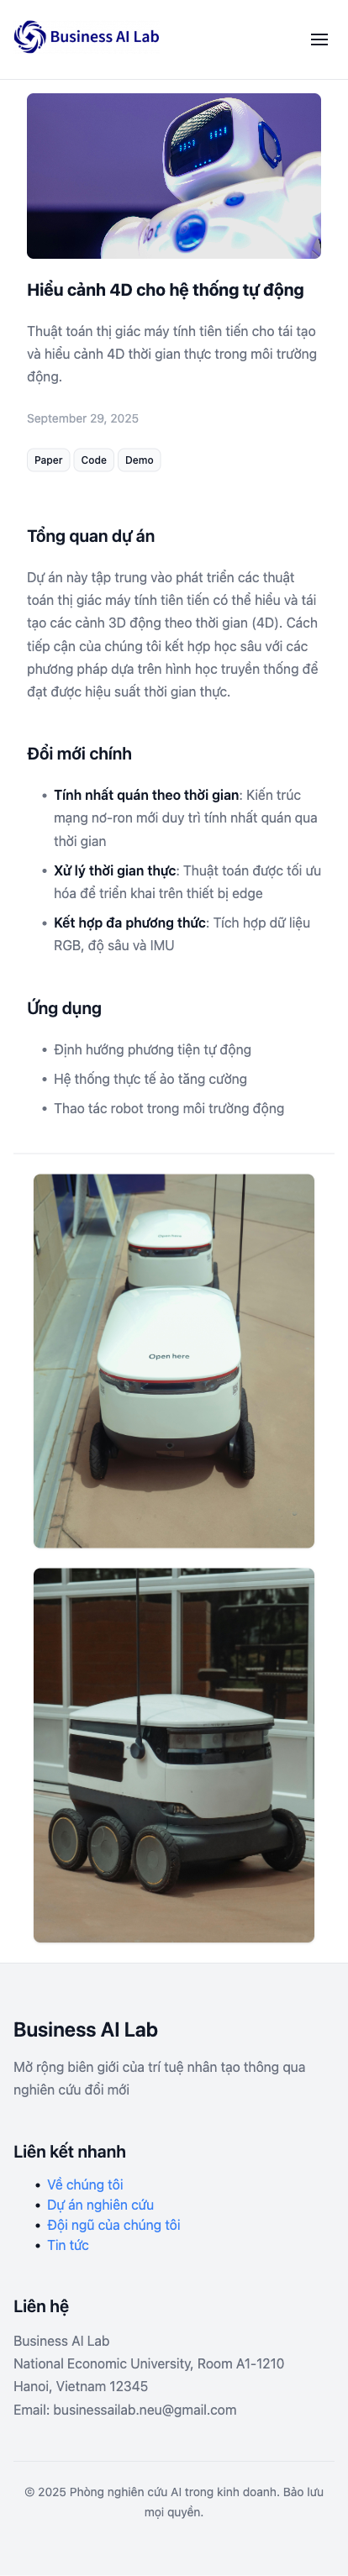 Business AI Lab
Hiểu cảnh 4D cho hệ thống tự động
Thuật toán thị giác máy tính tiên tiến cho tái tạo
và hiểu cảnh 4D thời gian thực trong môi trường
động.
September 29, 2025
Paper Code Demo
Tổng quan dự án
Dự án này tập trung vào phát triển các thuật
toán thị giác máy tính tiên tiến có thể hiểu và tái
tạo các cảnh 3D động theo thời gian (4D). Cách
tiếp cận của chúng tôi kết hợp học sâu với các
phương pháp dựa trên hình học truyền thống để
đạt được hiệu suất thời gian thực.
Đổi mới chính
• Tính nhất quán theo thời gian: Kiến trúc
mạng nơ-ron mới duy trì tính nhất quán qua
thời gian
• Xử lý thời gian thực: Thuật toán được tối ưu
hóa để triển khai trên thiết bị edge
• Kết hợp đa phương thức: Tích hợp dữ liệu
RGB, độ sâu và IMU
Ứng dụng
• Định hướng phương tiện tự động
• Hệ thống thực tế ảo tăng cường
• Thao tác robot trong môi trường động
Open here
Business AI Lab
Mở rộng biên giới của trí tuệ nhân tạo thông qua
nghiên cứu đổi mới
Liên kết nhanh
• Về chúng tôi
• Dự án nghiên cứu
• Đội ngũ của chúng tôi
• Tin tức
Liên hệ
Business AI Lab
National Economic University, Room A1-1210
Hanoi, Vietnam 12345
Email: businessailab.neu@gmail.com
© 2025 Phòng nghiên cứu AI trong kinh doanh. Bảo lưu
mọi quyền.